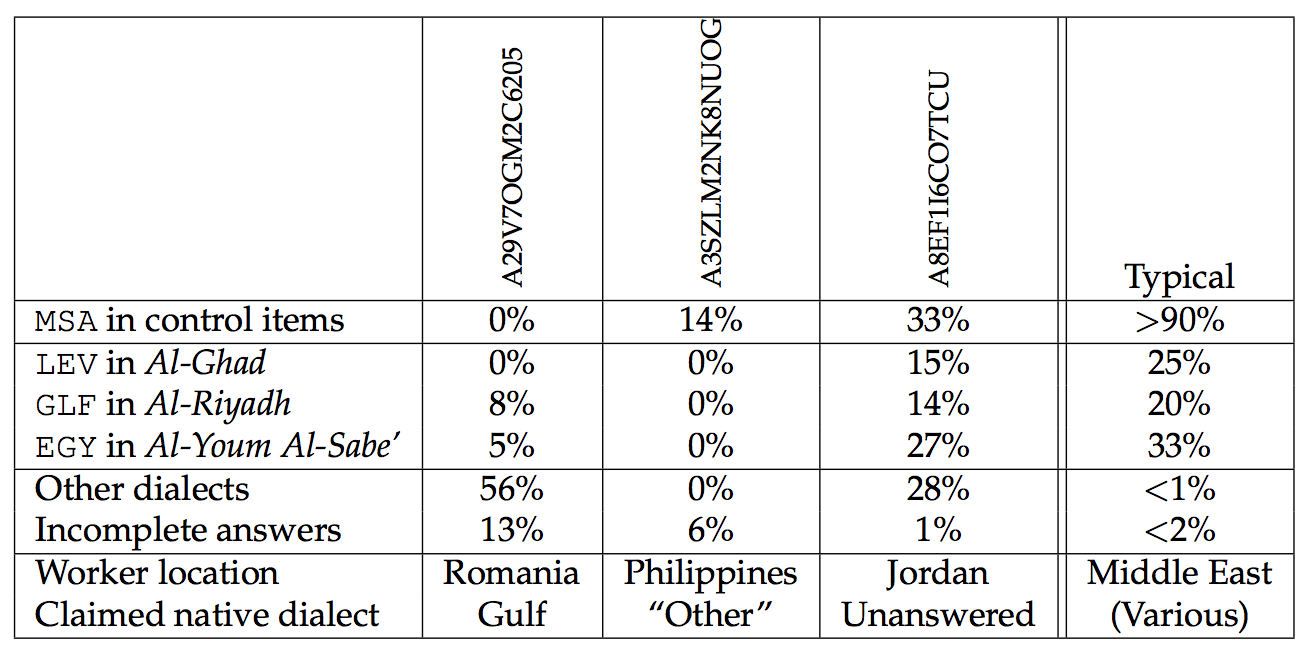 A29V7OGM2C6205 A3SZLM2NK8NUOG A8EF1I6CO7TCU Typical
MSA in control items 0% 14% 33% >90%
LEV in Al-Ghad 0% 0% 15% 25%
GLF in Al-Riyadh 8% 0% 14% 20%
EGY in Al-Youm Al-Sabe’ 5% 0% 27% 33%
Other dialects 56% 0% 28% <1%
Incomplete answers 13% 6% 1% <2%
Worker location Romania Philippines Jordan Middle East
Claimed native dialect Gulf “Other” Unanswered (Various)